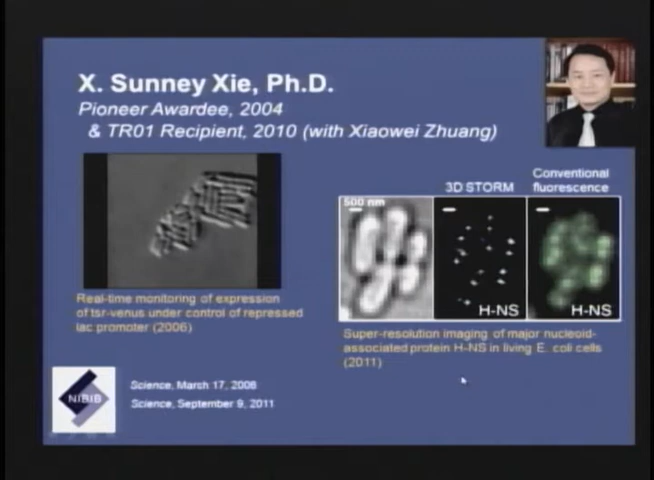 X. Sunney Xie, Ph.D.
Pioneer Awardee, 2004
& TR01 Recipient, 2010 (with Xiaowei Zhuang)
Conventional
3D STORM fluorescence
500 nm
H-NS H-NS
Real-time monitoring of expression
of tsr-venus under control of repressed
lac promoter (2006)
Super-resolution imaging of major nucleoid-
associated protein H-NS in living E. coli cells
(2011)
NIBIB
Science, March 17, 2006
Science, September 9, 2011